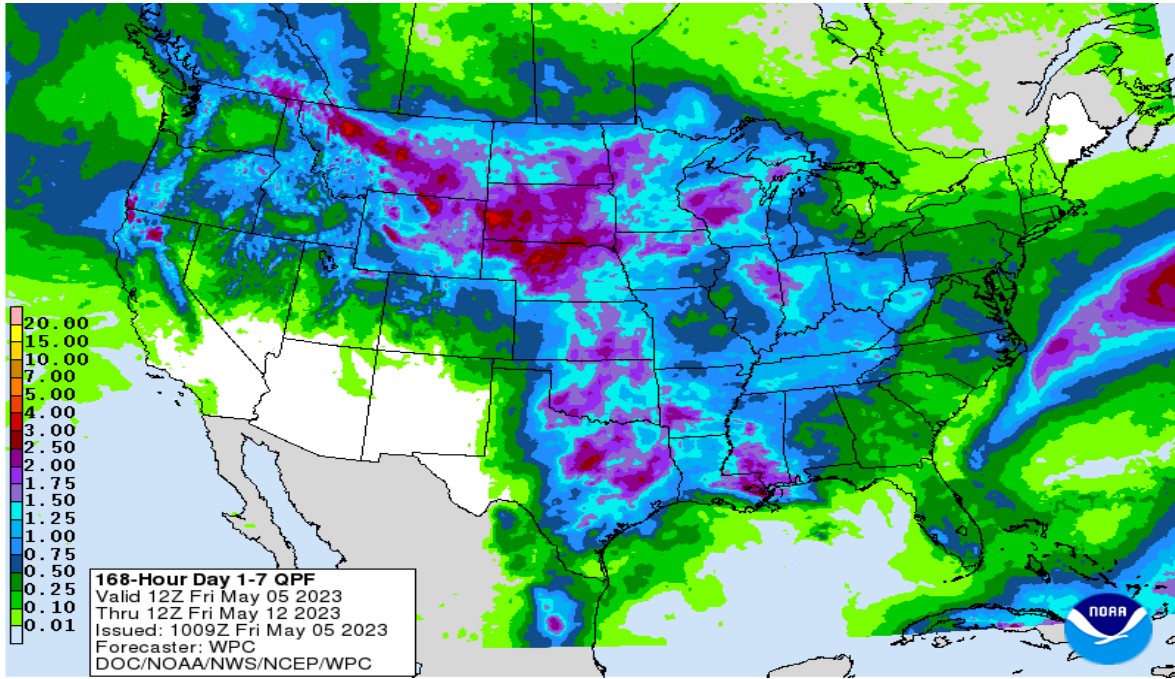 20.00
15.00
10.00
7.00
5.00
4.00
3.00
2.50
2.00
1.75
1.50
1.25
1.00
0.75
0.50
0.25
0.10
0.01
168-Hour Day 1-7 QPF
Valid 12Z Fri May 05 2023
Thru 12Z Fri May 12 2023
Issued: 1009Z Fri May 05 2023
Forecaster: WPC
DOC/NOAA/NWS/NCEP/WPC
NOAA